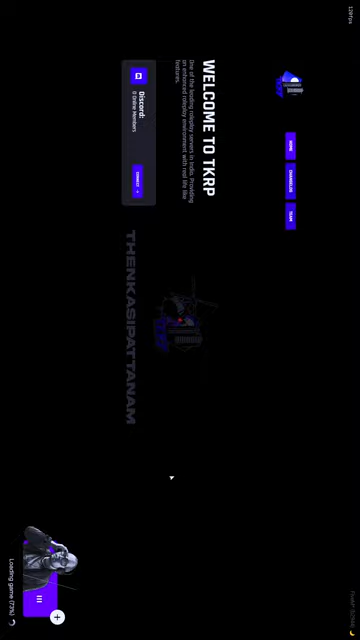 HOME
CHANGELOG
TEAM
WELCOME TO TKRP
One of the leading roleplay servers in India. Providing
an enhanced roleplay environment with real life like
features.
Discord:
0 Online Members
CONNECT
THENKASIPATTANAM
Loading game (73%)